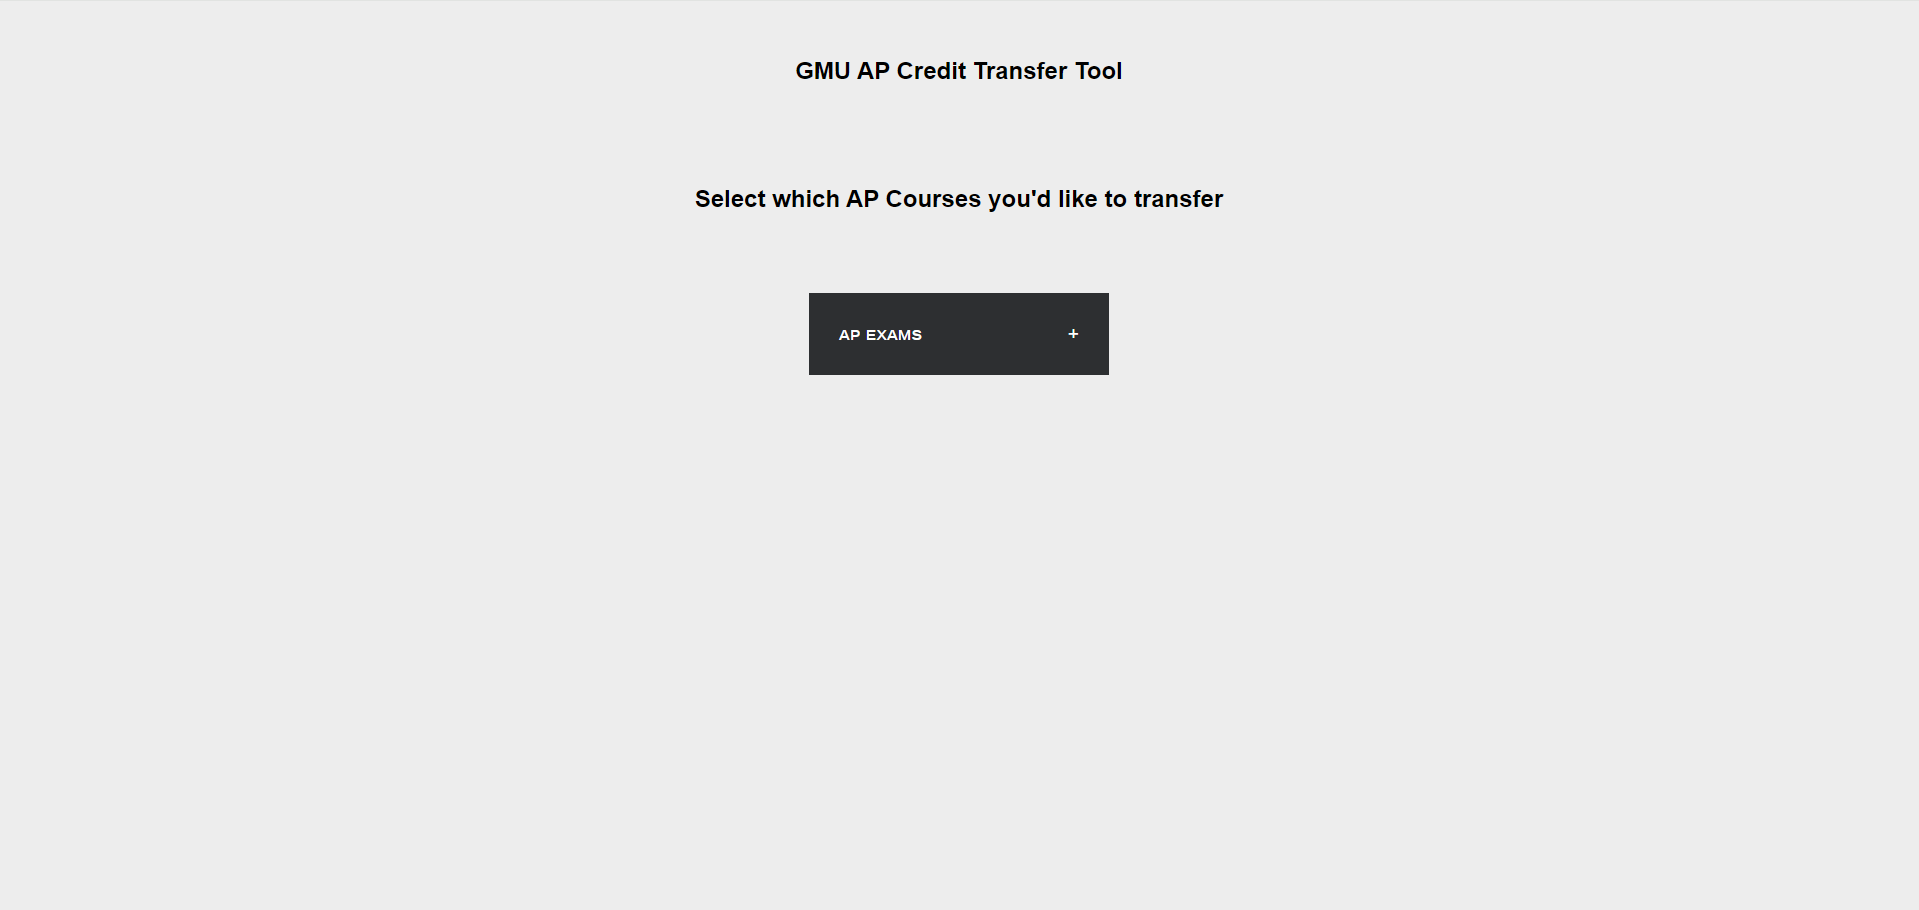 GMU AP Credit Transfer Tool
Select which AP Courses you'd like to transfer
AP EXAMS +